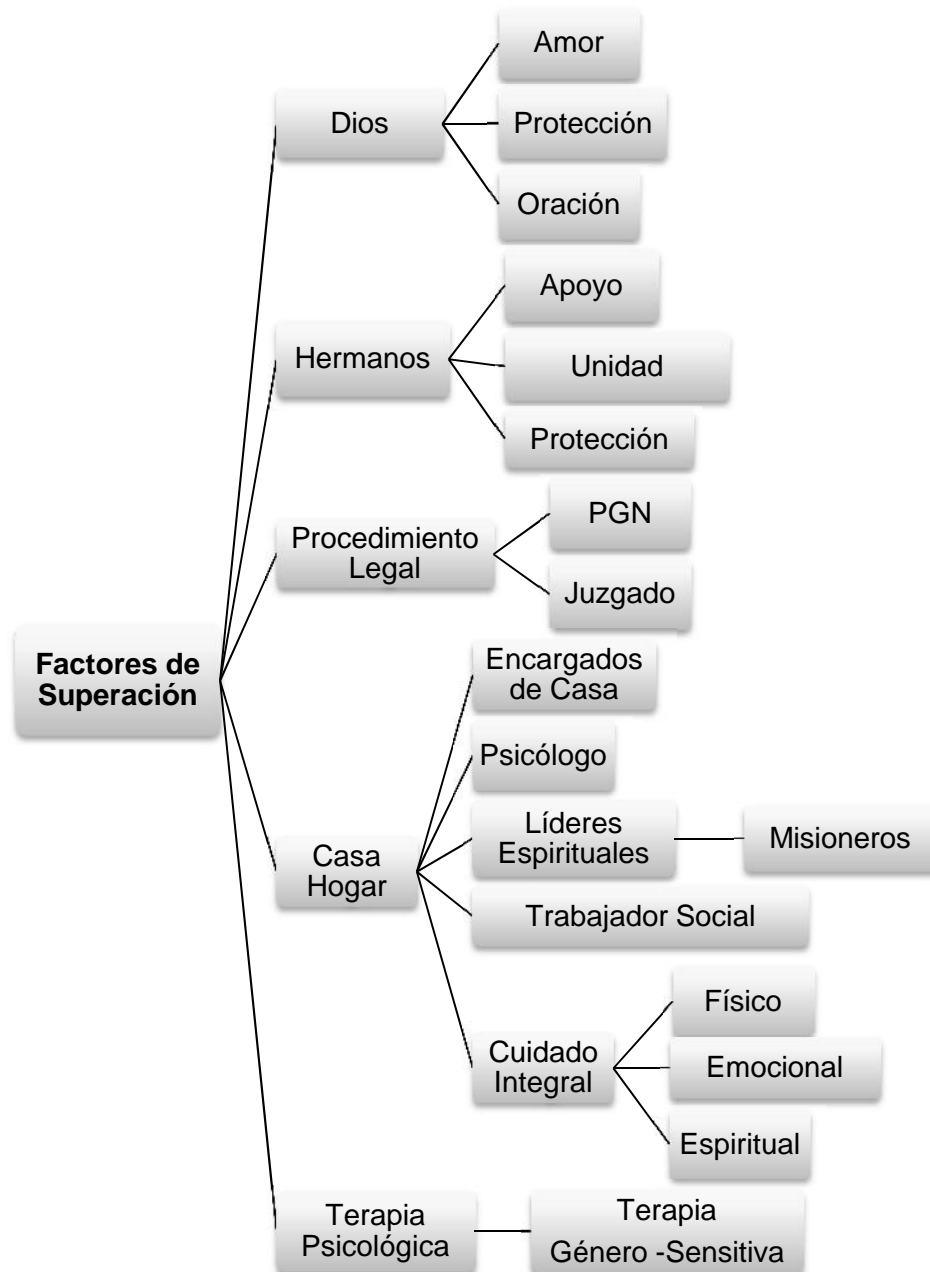 Factores de
Superación
Dios
Amor
Protección
Oración
Hermanos
Apoyo
Unidad
Protección
Procedimiento
Legal
PGN
Juzgado
Casa
Hogar
Encargados
de Casa
Psicólogo
Líderes
Espirituales
Misioneros
Trabajador Social
Cuidado
Integral
Físico
Emocional
Espiritual
Terapia
Psicológica
Terapia
Género -Sensitiva